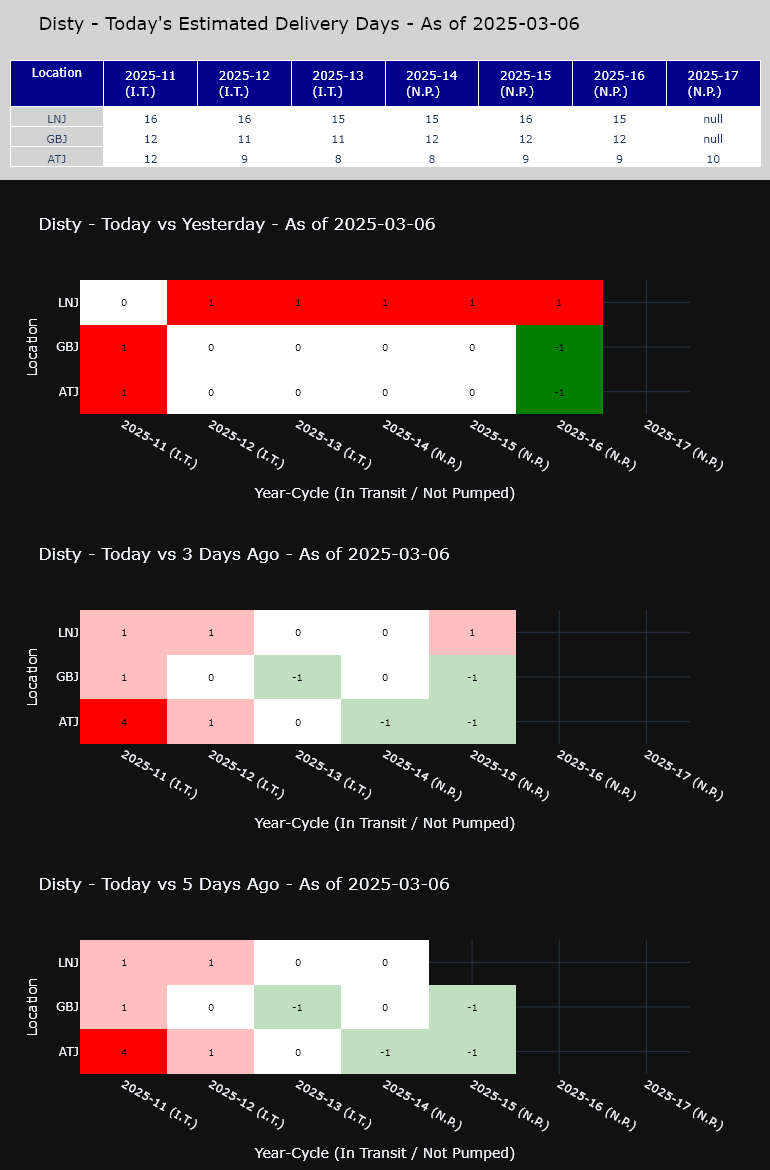 Disty - Today's Estimated Delivery Days - As of 2025-03-06
Location 2025-11 (I.T.) 2025-12 (I.T.) 2025-13 (I.T.) 2025-14 (N.P.) 2025-15 (N.P.) 2025-16 (N.P.) 2025-17 (N.P.)
LNJ 16 16 15 15 16 15 null
GBJ 12 11 11 12 12 12 null
ATJ 12 9 8 8 9 9 10
Disty - Today vs Yesterday - As of 2025-03-06
Location
LNJ 0 1 1 1 1 1
GBJ 1 0 0 0 0 -1
ATJ 1 0 0 0 0 -1
2025-11 (I.T.) 2025-12 (I.T.) 2025-13 (I.T.) 2025-14 (N.P.) 2025-15 (N.P.) 2025-16 (N.P.) 2025-17 (N.P.)
Year-Cycle (In Transit / Not Pumped)
Disty - Today vs 3 Days Ago - As of 2025-03-06
Location
LNJ 1 1 0 0 1
GBJ 1 0 -1 0 -1
ATJ 4 1 0 -1 -1
2025-11 (I.T.) 2025-12 (I.T.) 2025-13 (I.T.) 2025-14 (N.P.) 2025-15 (N.P.) 2025-16 (N.P.) 2025-17 (N.P.)
Year-Cycle (In Transit / Not Pumped)
Disty - Today vs 5 Days Ago - As of 2025-03-06
Location
LNJ 1 1 0 0
GBJ 1 0 -1 0 -1
ATJ 4 1 0 -1 -1
2025-11 (I.T.) 2025-12 (I.T.) 2025-13 (I.T.) 2025-14 (N.P.) 2025-15 (N.P.) 2025-16 (N.P.) 2025-17 (N.P.)
Year-Cycle (In Transit / Not Pumped)